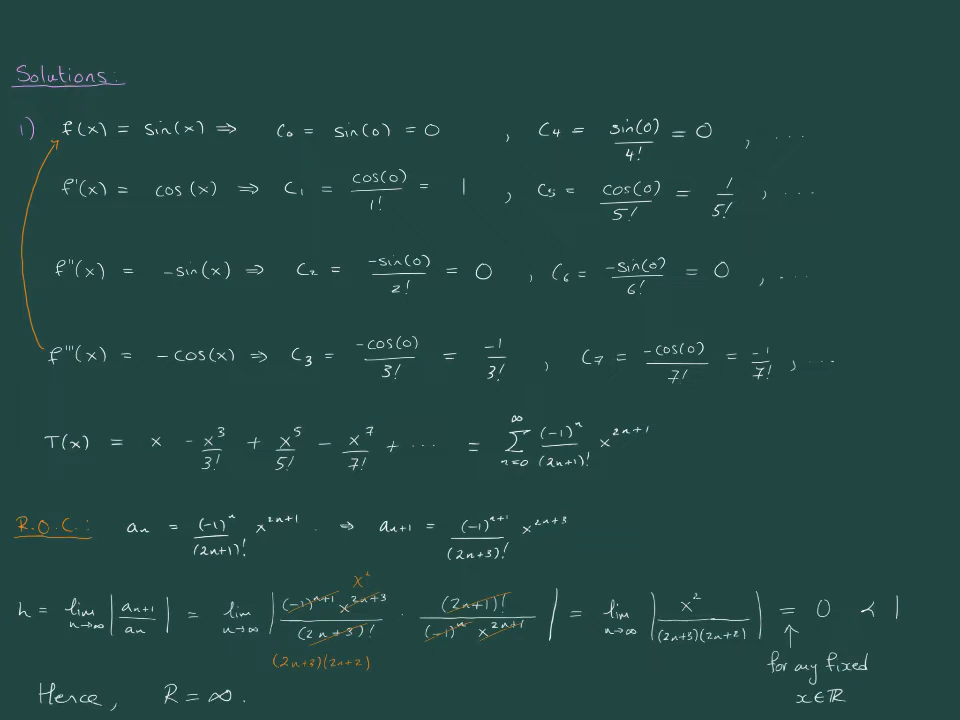 Solutions:
1) f(x) = sin(x) ⇒ C₀ = sin(0) = 0 , C₄ = sin(0)/4! = 0 , ...
f'(x) = cos(x) ⇒ C₁ = cos(0)/1! = 1 , C₅ = cos(0)/5! = 1/5! , ...
f''(x) = -sin(x) ⇒ C₂ = -sin(0)/2! = 0 , C₆ = -sin(0)/6! = 0 , ...
f'''(x) = -cos(x) ⇒ C₃ = -cos(0)/3! = -1/3! , C₇ = -cos(0)/7! = -1/7! , ...
T(x) = x - x³/3! + x⁵/5! - x⁷/7! + ... = ∑_{n=0}^{∞} (-1)ⁿ/(2n+1)! x^{2n+1}
R.O.C.: aₙ = (-1)ⁿ/(2n+1)! x^{2n+1} . ⇒ aₙ₊₁ = (-1)^{n+1}/(2n+3)! x^{2n+3}
x²
h = lim_{n→∞} |aₙ₊₁/aₙ| = lim_{n→∞} |(-1)^{n+1} x^{2n+3}/(2n+3)! · (2n+1)!/((-1)ⁿ x^{2n+1})| = lim_{n→∞} |x²/((2n+3)(2n+2))| = 0 < 1
(2n+3)(2n+2)
↑
for any fixed
x∈ℝ
Hence, R = ∞.